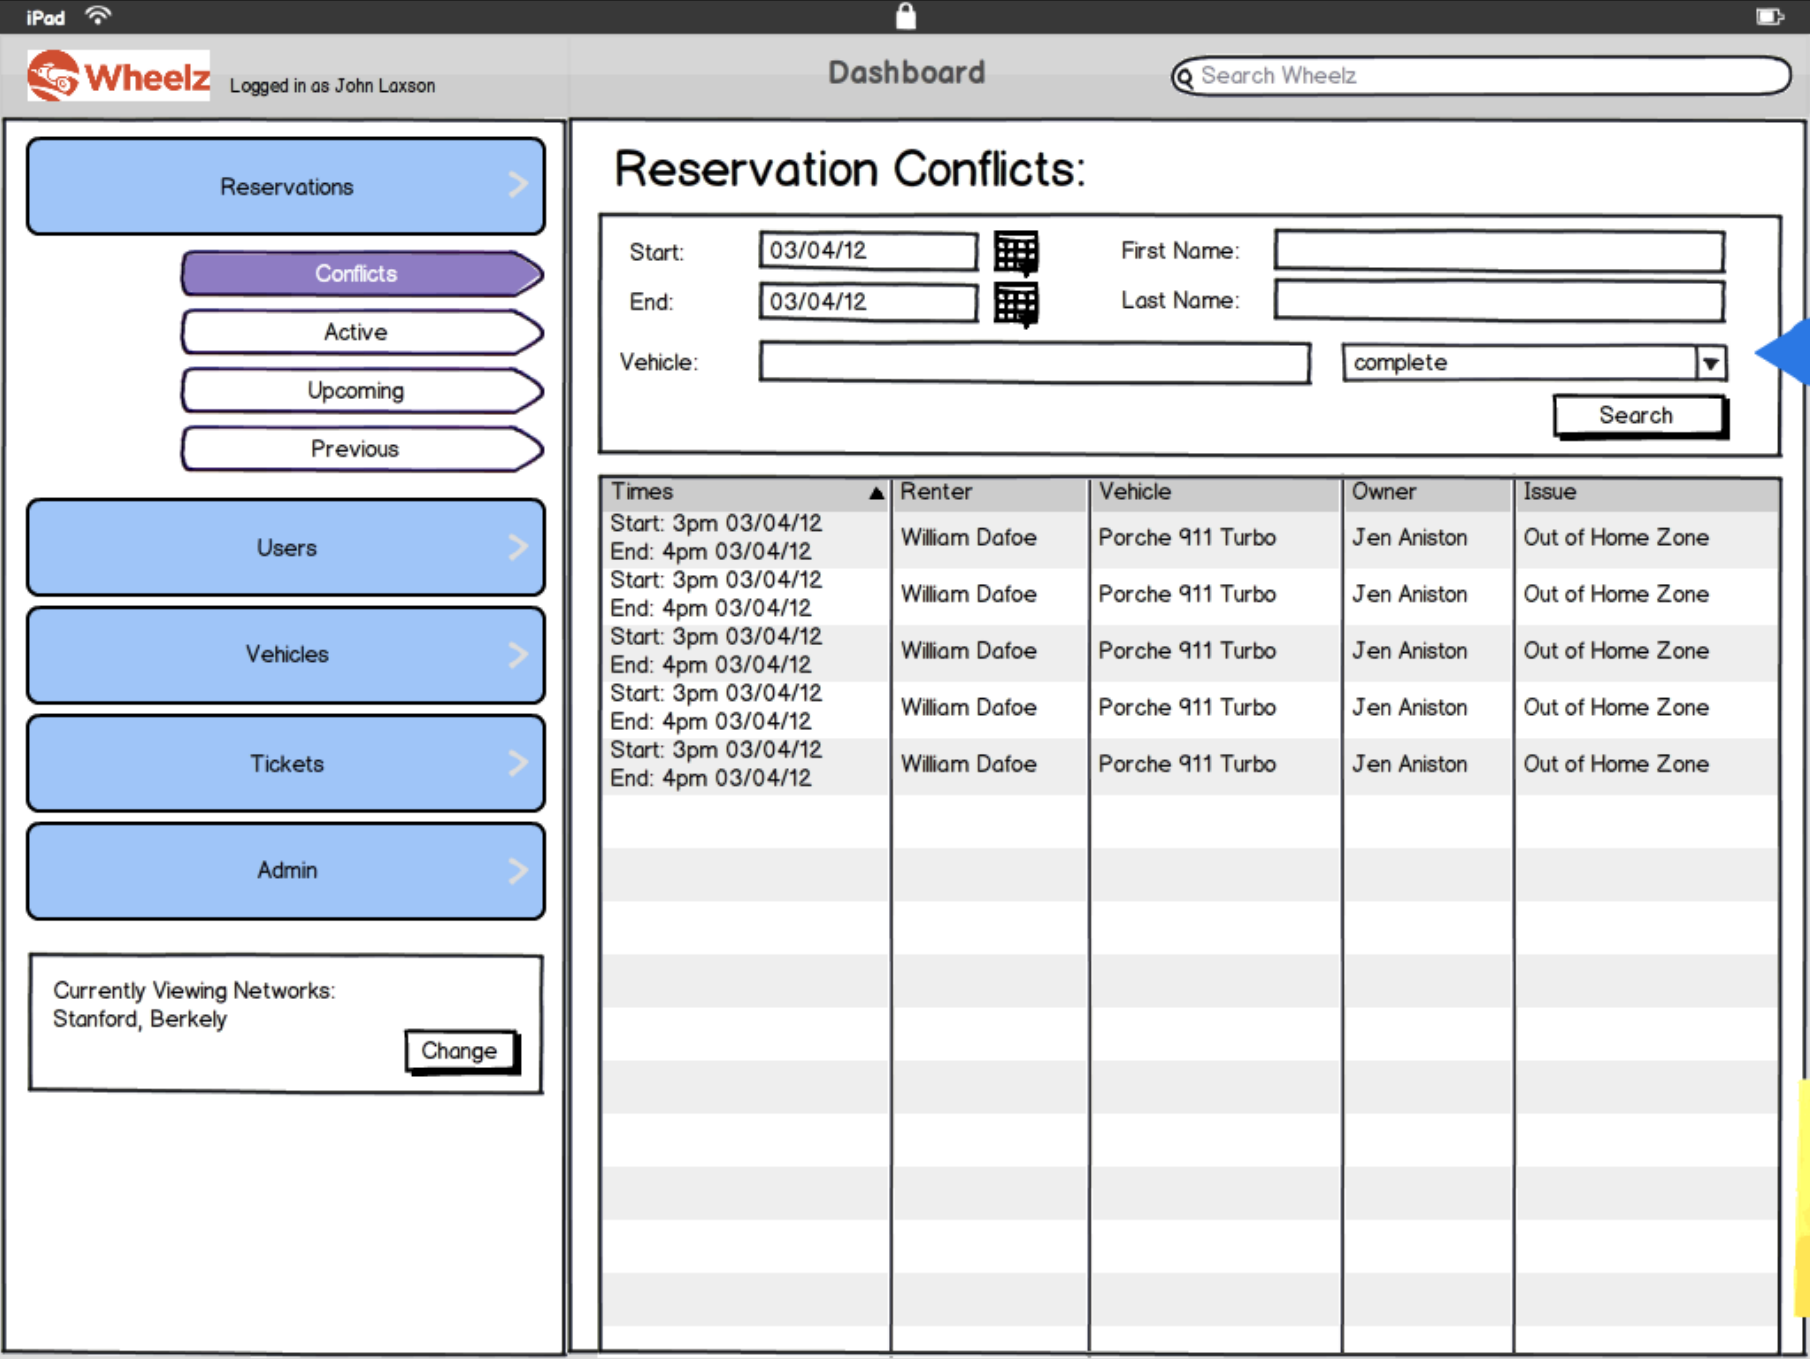 iPad
Wheelz
Logged in as John Laxson
Dashboard
Search Wheelz
Reservations
Conflicts
Active
Upcoming
Previous
Users
Vehicles
Tickets
Admin
Currently Viewing Networks:
Stanford, Berkely
Change
Reservation Conflicts:
Start: 03/04/12 First Name:
End: 03/04/12 Last Name:
Vehicle: complete
Search
Times Renter Vehicle Owner Issue
Start: 3pm 03/04/12
End: 4pm 03/04/12 William Dafoe Porche 911 Turbo Jen Aniston Out of Home Zone
Start: 3pm 03/04/12
End: 4pm 03/04/12 William Dafoe Porche 911 Turbo Jen Aniston Out of Home Zone
Start: 3pm 03/04/12
End: 4pm 03/04/12 William Dafoe Porche 911 Turbo Jen Aniston Out of Home Zone
Start: 3pm 03/04/12
End: 4pm 03/04/12 William Dafoe Porche 911 Turbo Jen Aniston Out of Home Zone
Start: 3pm 03/04/12
End: 4pm 03/04/12 William Dafoe Porche 911 Turbo Jen Aniston Out of Home Zone